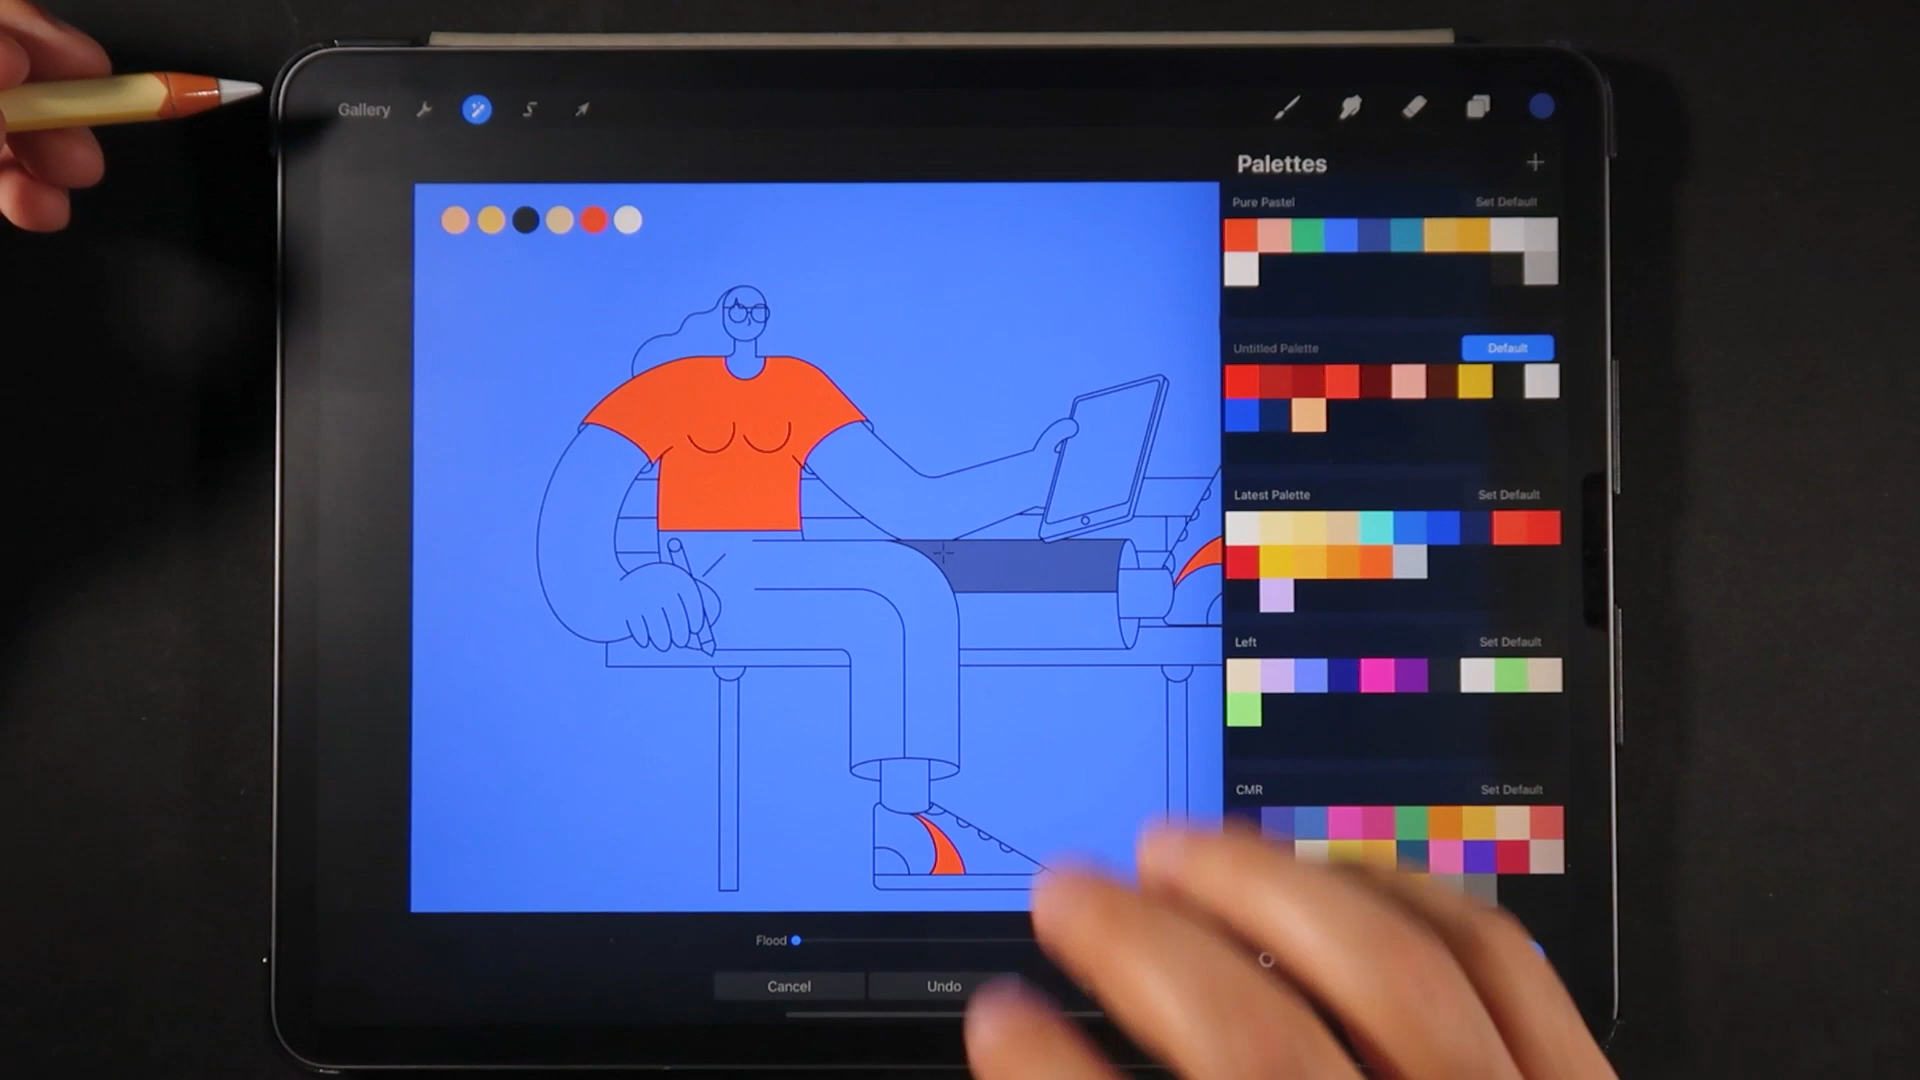 Gallery
Palettes
Pure Pastel Set Default
Untitled Palette Default
Latest Palette Set Default
Left Set Default
CMR Set Default
Flood
Cancel Undo